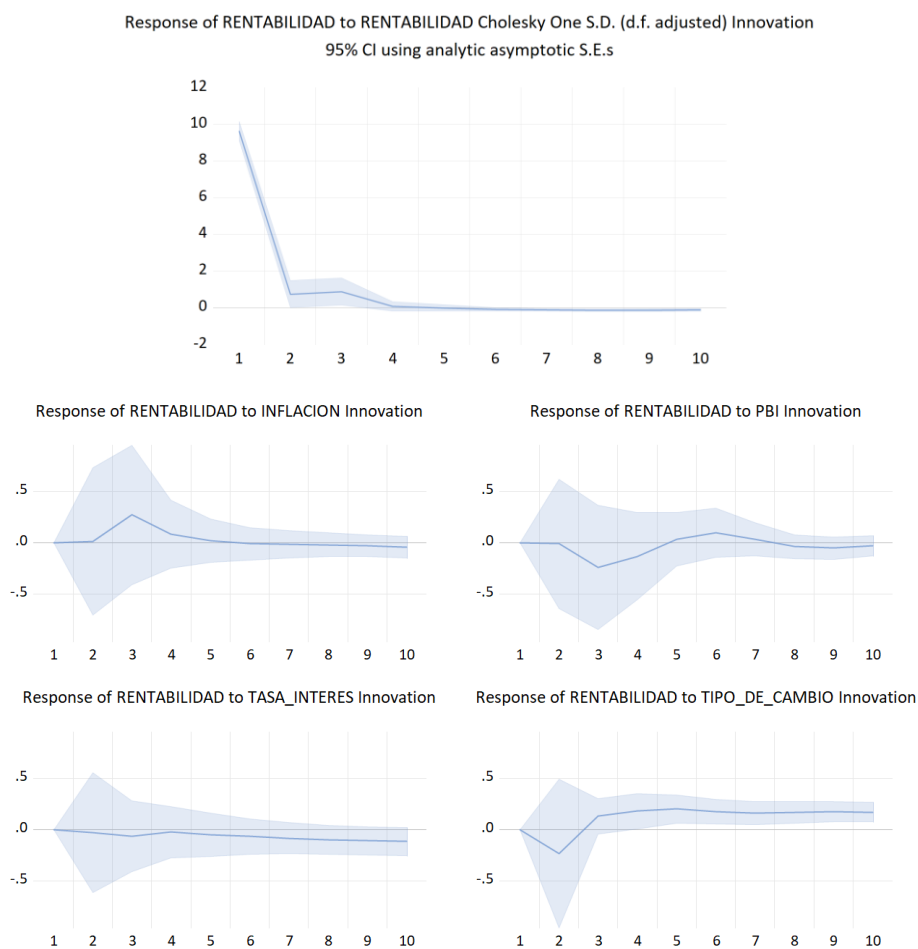 Response of RENTABILIDAD to RENTABILIDAD Cholesky One S.D. (d.f. adjusted) Innovation
95% CI using analytic asymptotic S.E.s
12
10
8
6
4
2
0
-2
1 2 3 4 5 6 7 8 9 10
Response of RENTABILIDAD to INFLACION Innovation
.5
.0
-.5
1 2 3 4 5 6 7 8 9 10
Response of RENTABILIDAD to PBI Innovation
.5
.0
-.5
1 2 3 4 5 6 7 8 9 10
Response of RENTABILIDAD to TASA_INTERES Innovation
.5
.0
-.5
1 2 3 4 5 6 7 8 9 10
Response of RENTABILIDAD to TIPO_DE_CAMBIO Innovation
.5
.0
-.5
1 2 3 4 5 6 7 8 9 10